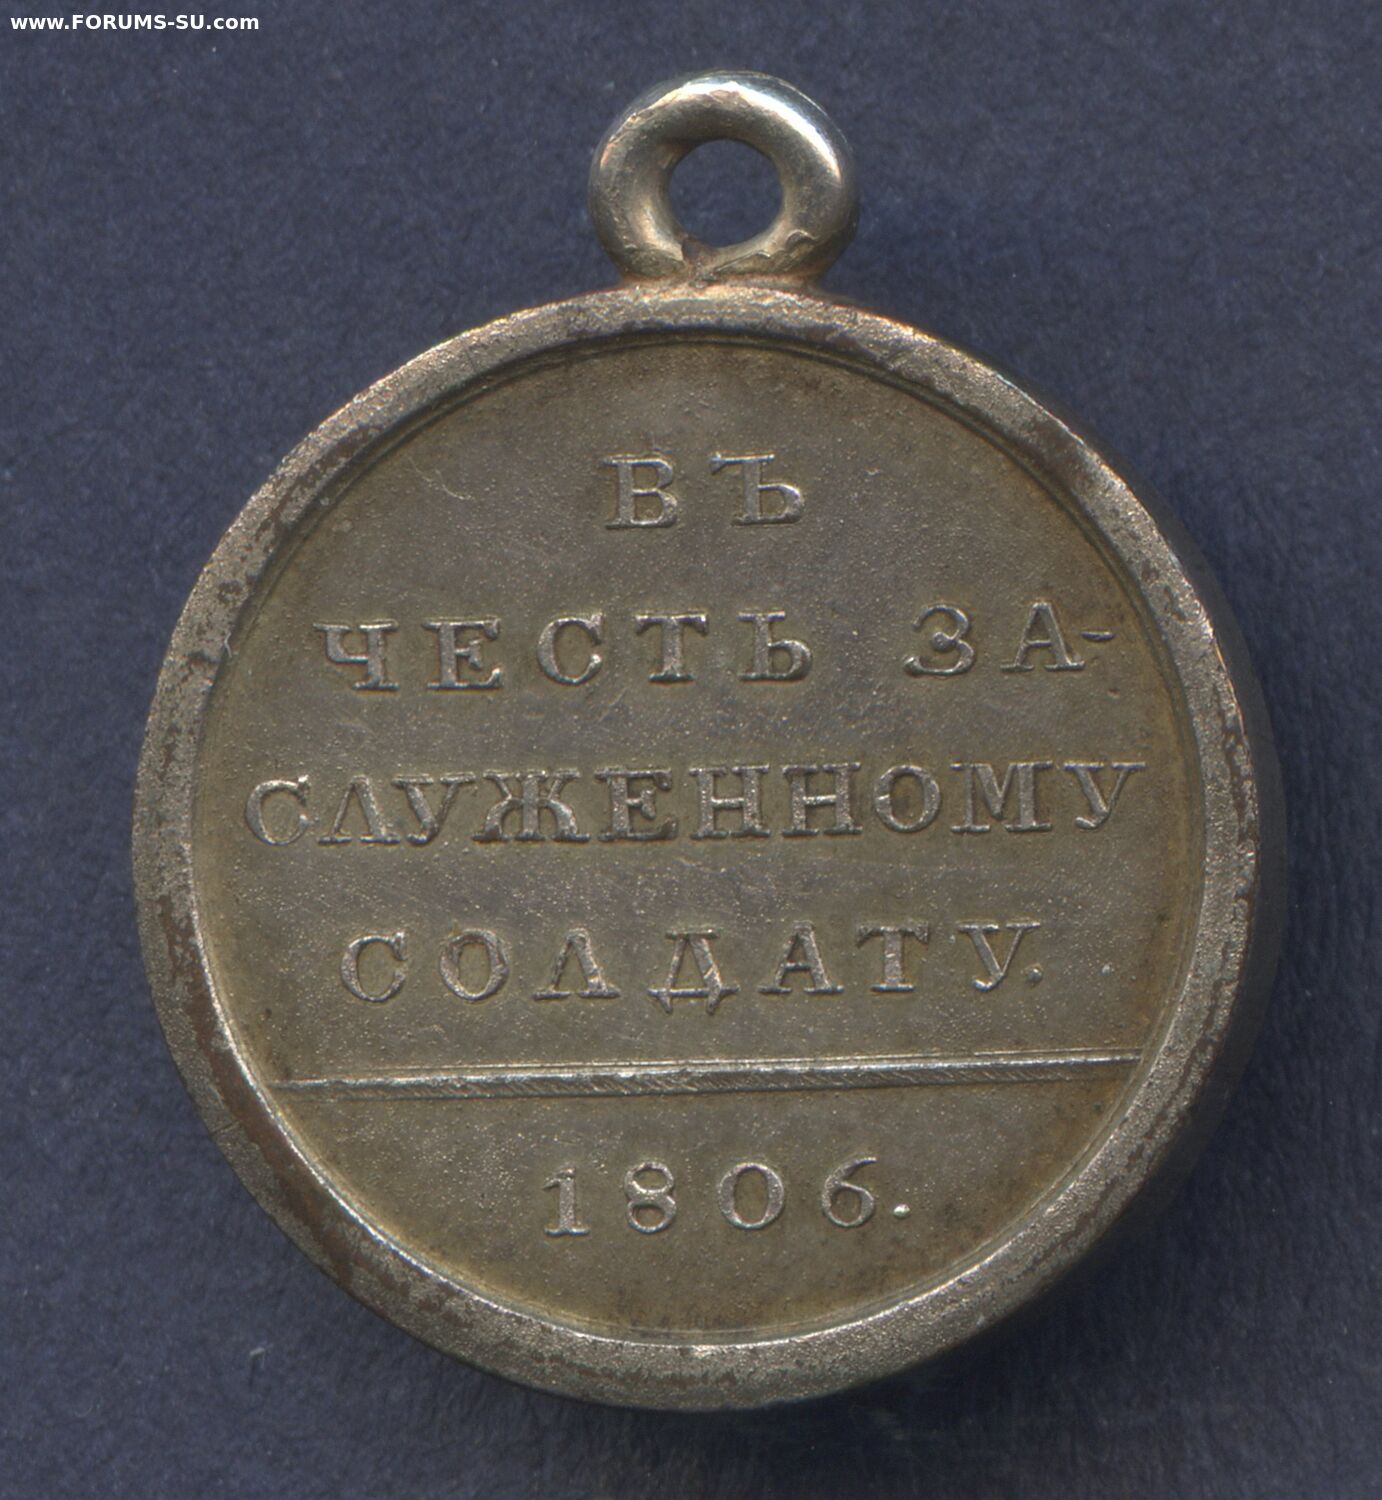 www.FORUMS-SU.com
ВЪ
ЧЕСТЬ ЗА-
СЛУЖЕННОМУ
СОЛДАТУ.
1806.